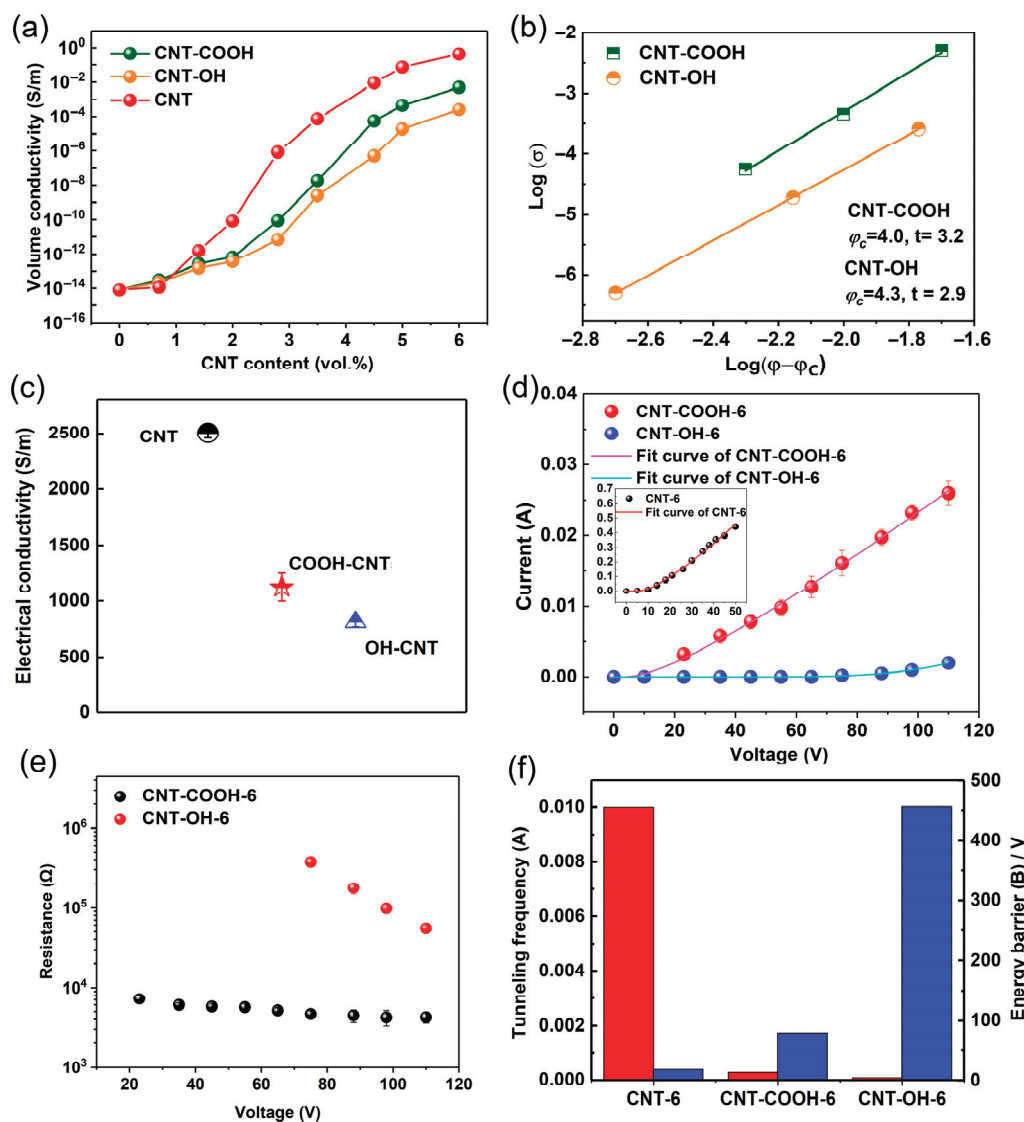 (a)
CNT-COOH
CNT-OH
CNT
Volume conductivity (S/m)
10^0
10^-2
10^-4
10^-6
10^-8
10^-10
10^-12
10^-14
10^-16
0 1 2 3 4 5 6
CNT content (vol.%)
(b)
CNT-COOH
CNT-OH
Log (σ)
−2
−3
−4
−5
−6
CNT-COOH
φc=4.0, t= 3.2
CNT-OH
φc=4.3, t = 2.9
−2.6 −2.4 −2.2 −2.0 −1.8 −1.6
Log(φ−φC)
(c)
Electrical conductivity (S/m)
2500
2000
1500
1000
500
0
CNT
COOH-CNT
OH-CNT
(d)
CNT-COOH-6
CNT-OH-6
Fit curve of CNT-COOH-6
Fit curve of CNT-OH-6
Current (A)
0.04
0.03
0.02
0.01
0.00
0.7
0.6
0.5
0.4
0.3
0.2
0.1
0.0
CNT-6
Fit curve of CNT-6
0 10 20 30 40 50
0 20 40 60 80 100 120
Voltage (V)
(e)
CNT-COOH-6
CNT-OH-6
Resistance (Ω)
10^6
10^5
10^4
10^3
20 40 60 80 100 120
Voltage (V)
(f)
Tunneling frequency (A)
0.010
0.008
0.006
0.004
0.002
0.000
500
400
300
200
100
0
Energy barrier (B) / V
CNT-6 CNT-COOH-6 CNT-OH-6